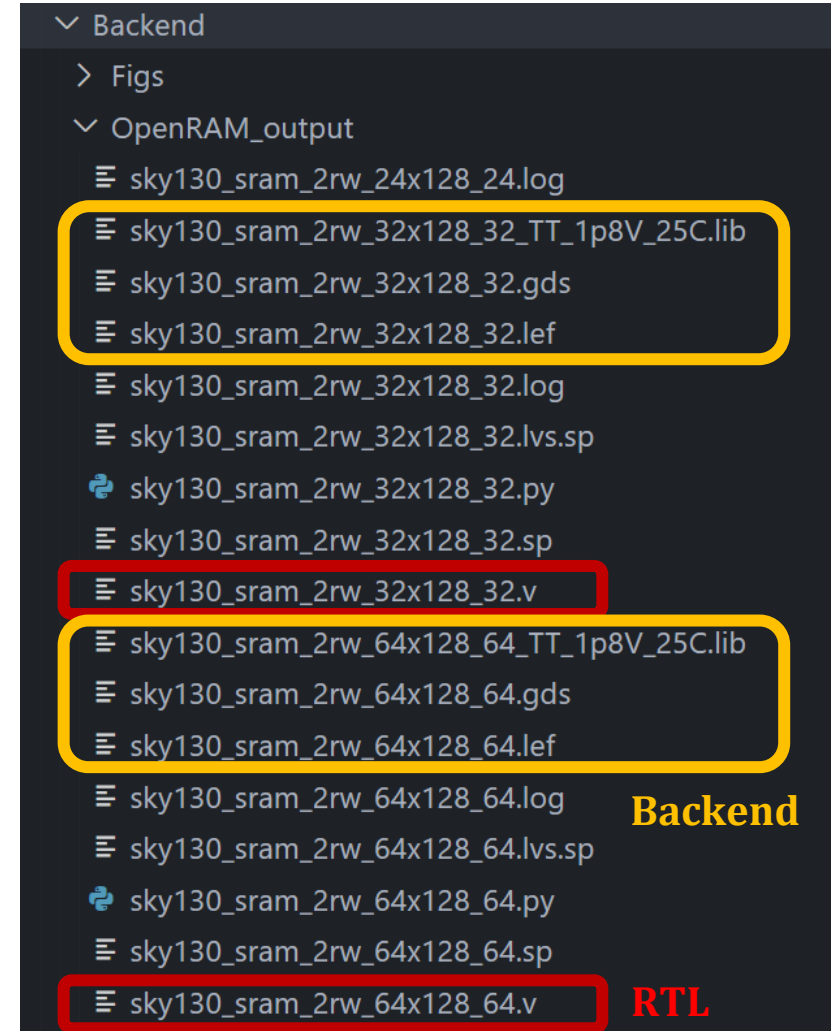 Backend
Figs
OpenRAM_output
sky130_sram_2rw_24x128_24.log
sky130_sram_2rw_32x128_32_TT_1p8V_25C.lib
sky130_sram_2rw_32x128_32.gds
sky130_sram_2rw_32x128_32.lef
sky130_sram_2rw_32x128_32.log
sky130_sram_2rw_32x128_32.lvs.sp
sky130_sram_2rw_32x128_32.py
sky130_sram_2rw_32x128_32.sp
sky130_sram_2rw_32x128_32.v
sky130_sram_2rw_64x128_64_TT_1p8V_25C.lib
sky130_sram_2rw_64x128_64.gds
sky130_sram_2rw_64x128_64.lef
sky130_sram_2rw_64x128_64.log
Backend
sky130_sram_2rw_64x128_64.lvs.sp
sky130_sram_2rw_64x128_64.py
sky130_sram_2rw_64x128_64.sp
sky130_sram_2rw_64x128_64.v
RTL